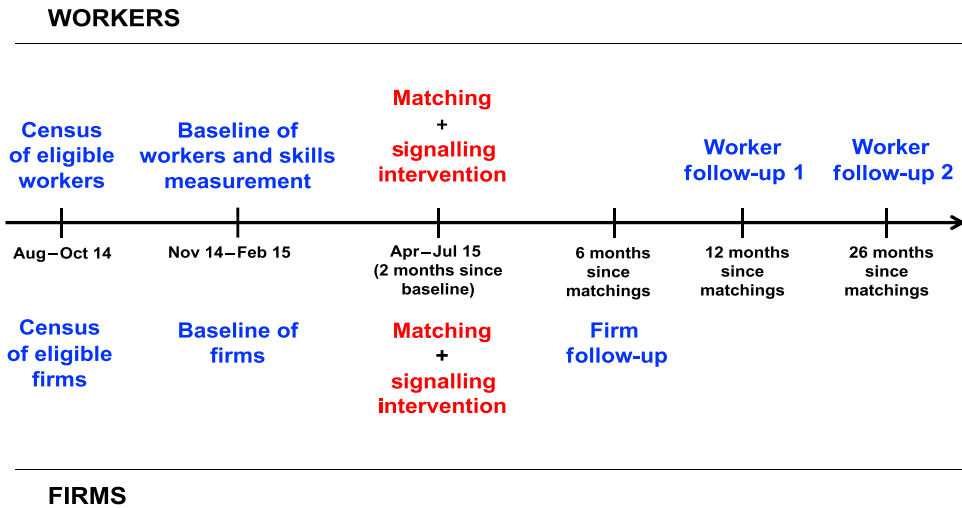 WORKERS
Census
of eligible
workers
Baseline of
workers and skills
measurement
Matching
+
signalling
intervention
Worker
follow-up 1
Worker
follow-up 2
Aug–Oct 14
Nov 14–Feb 15
Apr–Jul 15
(2 months since
baseline)
6 months
since
matchings
12 months
since
matchings
26 months
since
matchings
Census
of eligible
firms
Baseline of
firms
Matching
+
signalling
intervention
Firm
follow-up
FIRMS